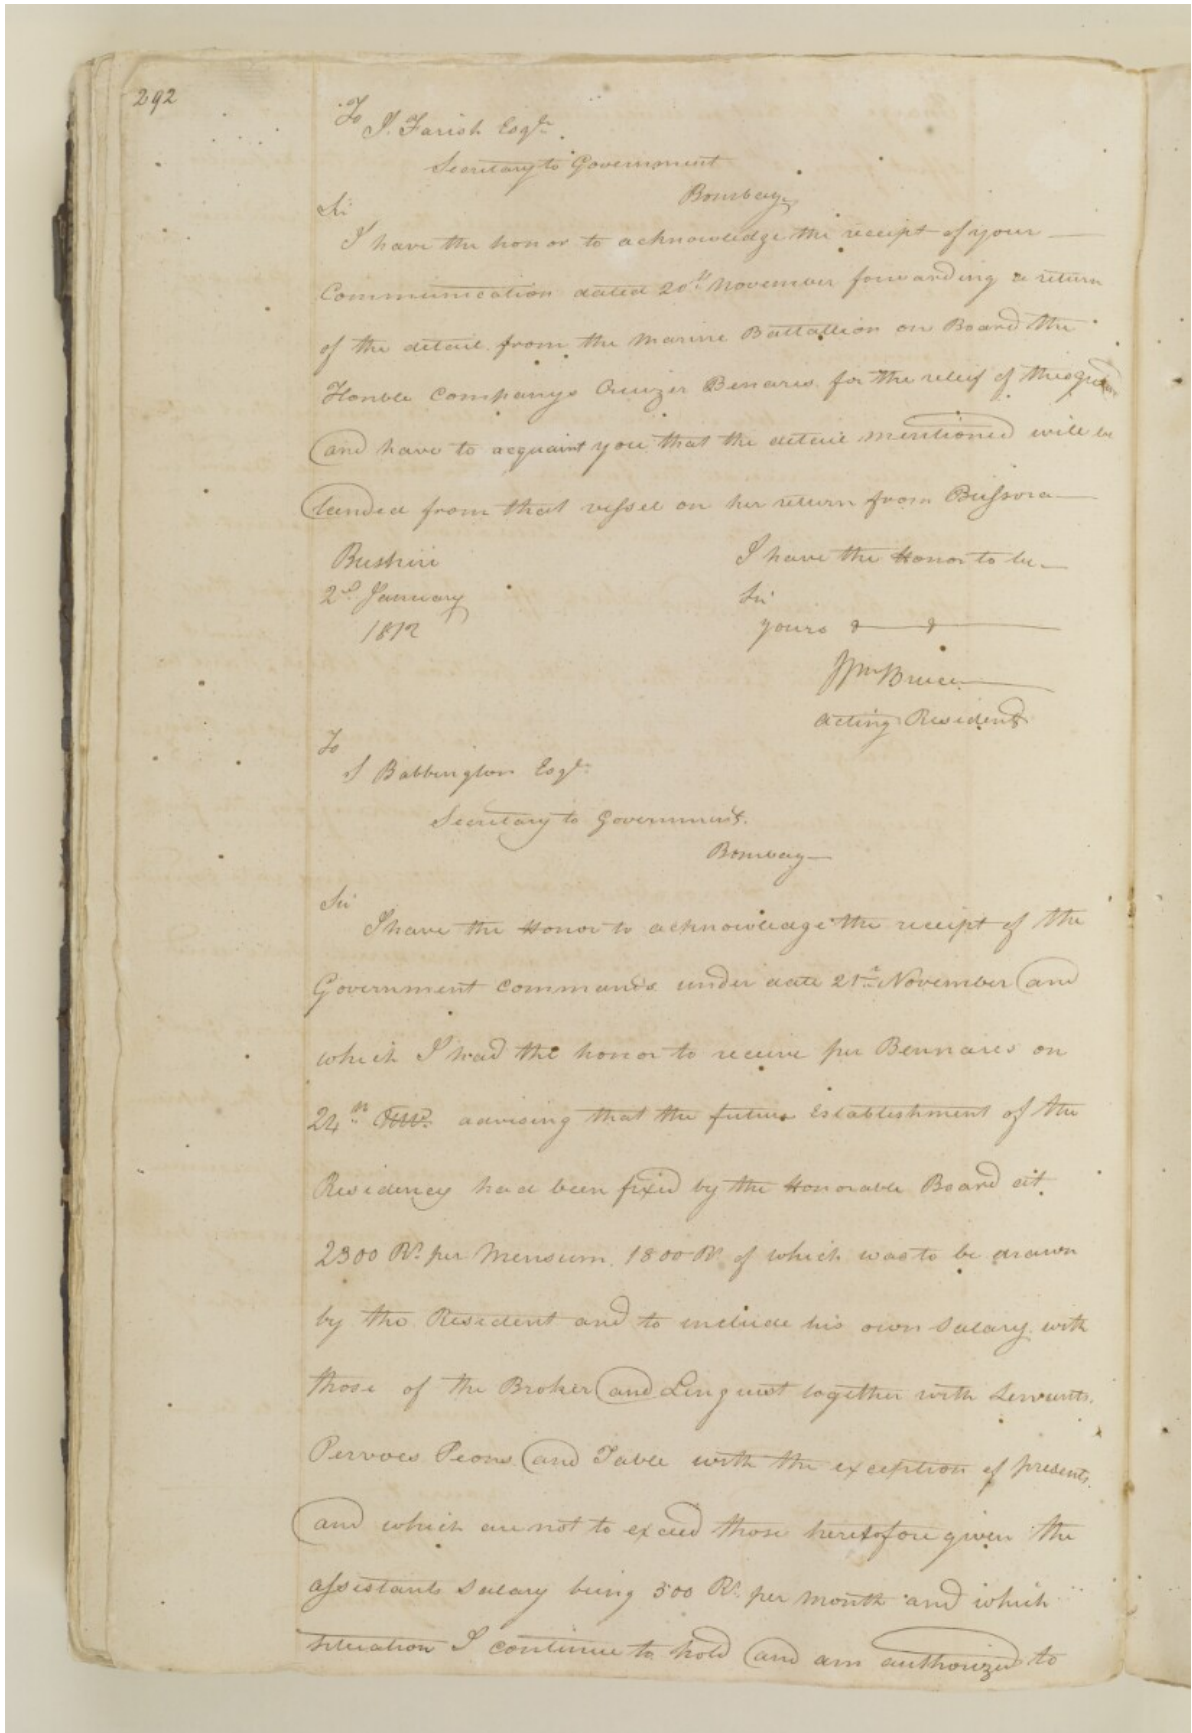 292
To
J. Farish Esqr.
Secretary to Government
Bombay
Sir
I have the honor to acknowledge the receipt of your
Communication dated 20th November forwarding a return
of the detail from the Marine Battallion on Board the
Honble Companys Cruizer Benares for the releif of this
and have to acquaint you that the detail mentioned will be
landed from that vessel on her return from Bussora
Bushire
2d January
1812
I have the Honor to be
Sir
yours & &
Wm Bruce
Acting Resident
To
S Babbington Esqr.
Secretary to Government.
Bombay
Sir
I have the Honor to acknowledge the receipt of the
Government commands under date 21st November and
which I had the honor to receive per Bennares on
24th advising that the future Establishment of the
Residency had been fixed by the Honorable Board at
2300 Rs. per Mensum. 1800 Rs of which was to be drawn
by the Resident and to include his own Salary with
those of the Broker and Linguist together with Servants.
Pervoes Peons and Table with the exception of presents.
and which are not to exceed those heretofore given the
assistants Salary being 500 Rs. per Month and which
situation I continue to hold and am authorized to